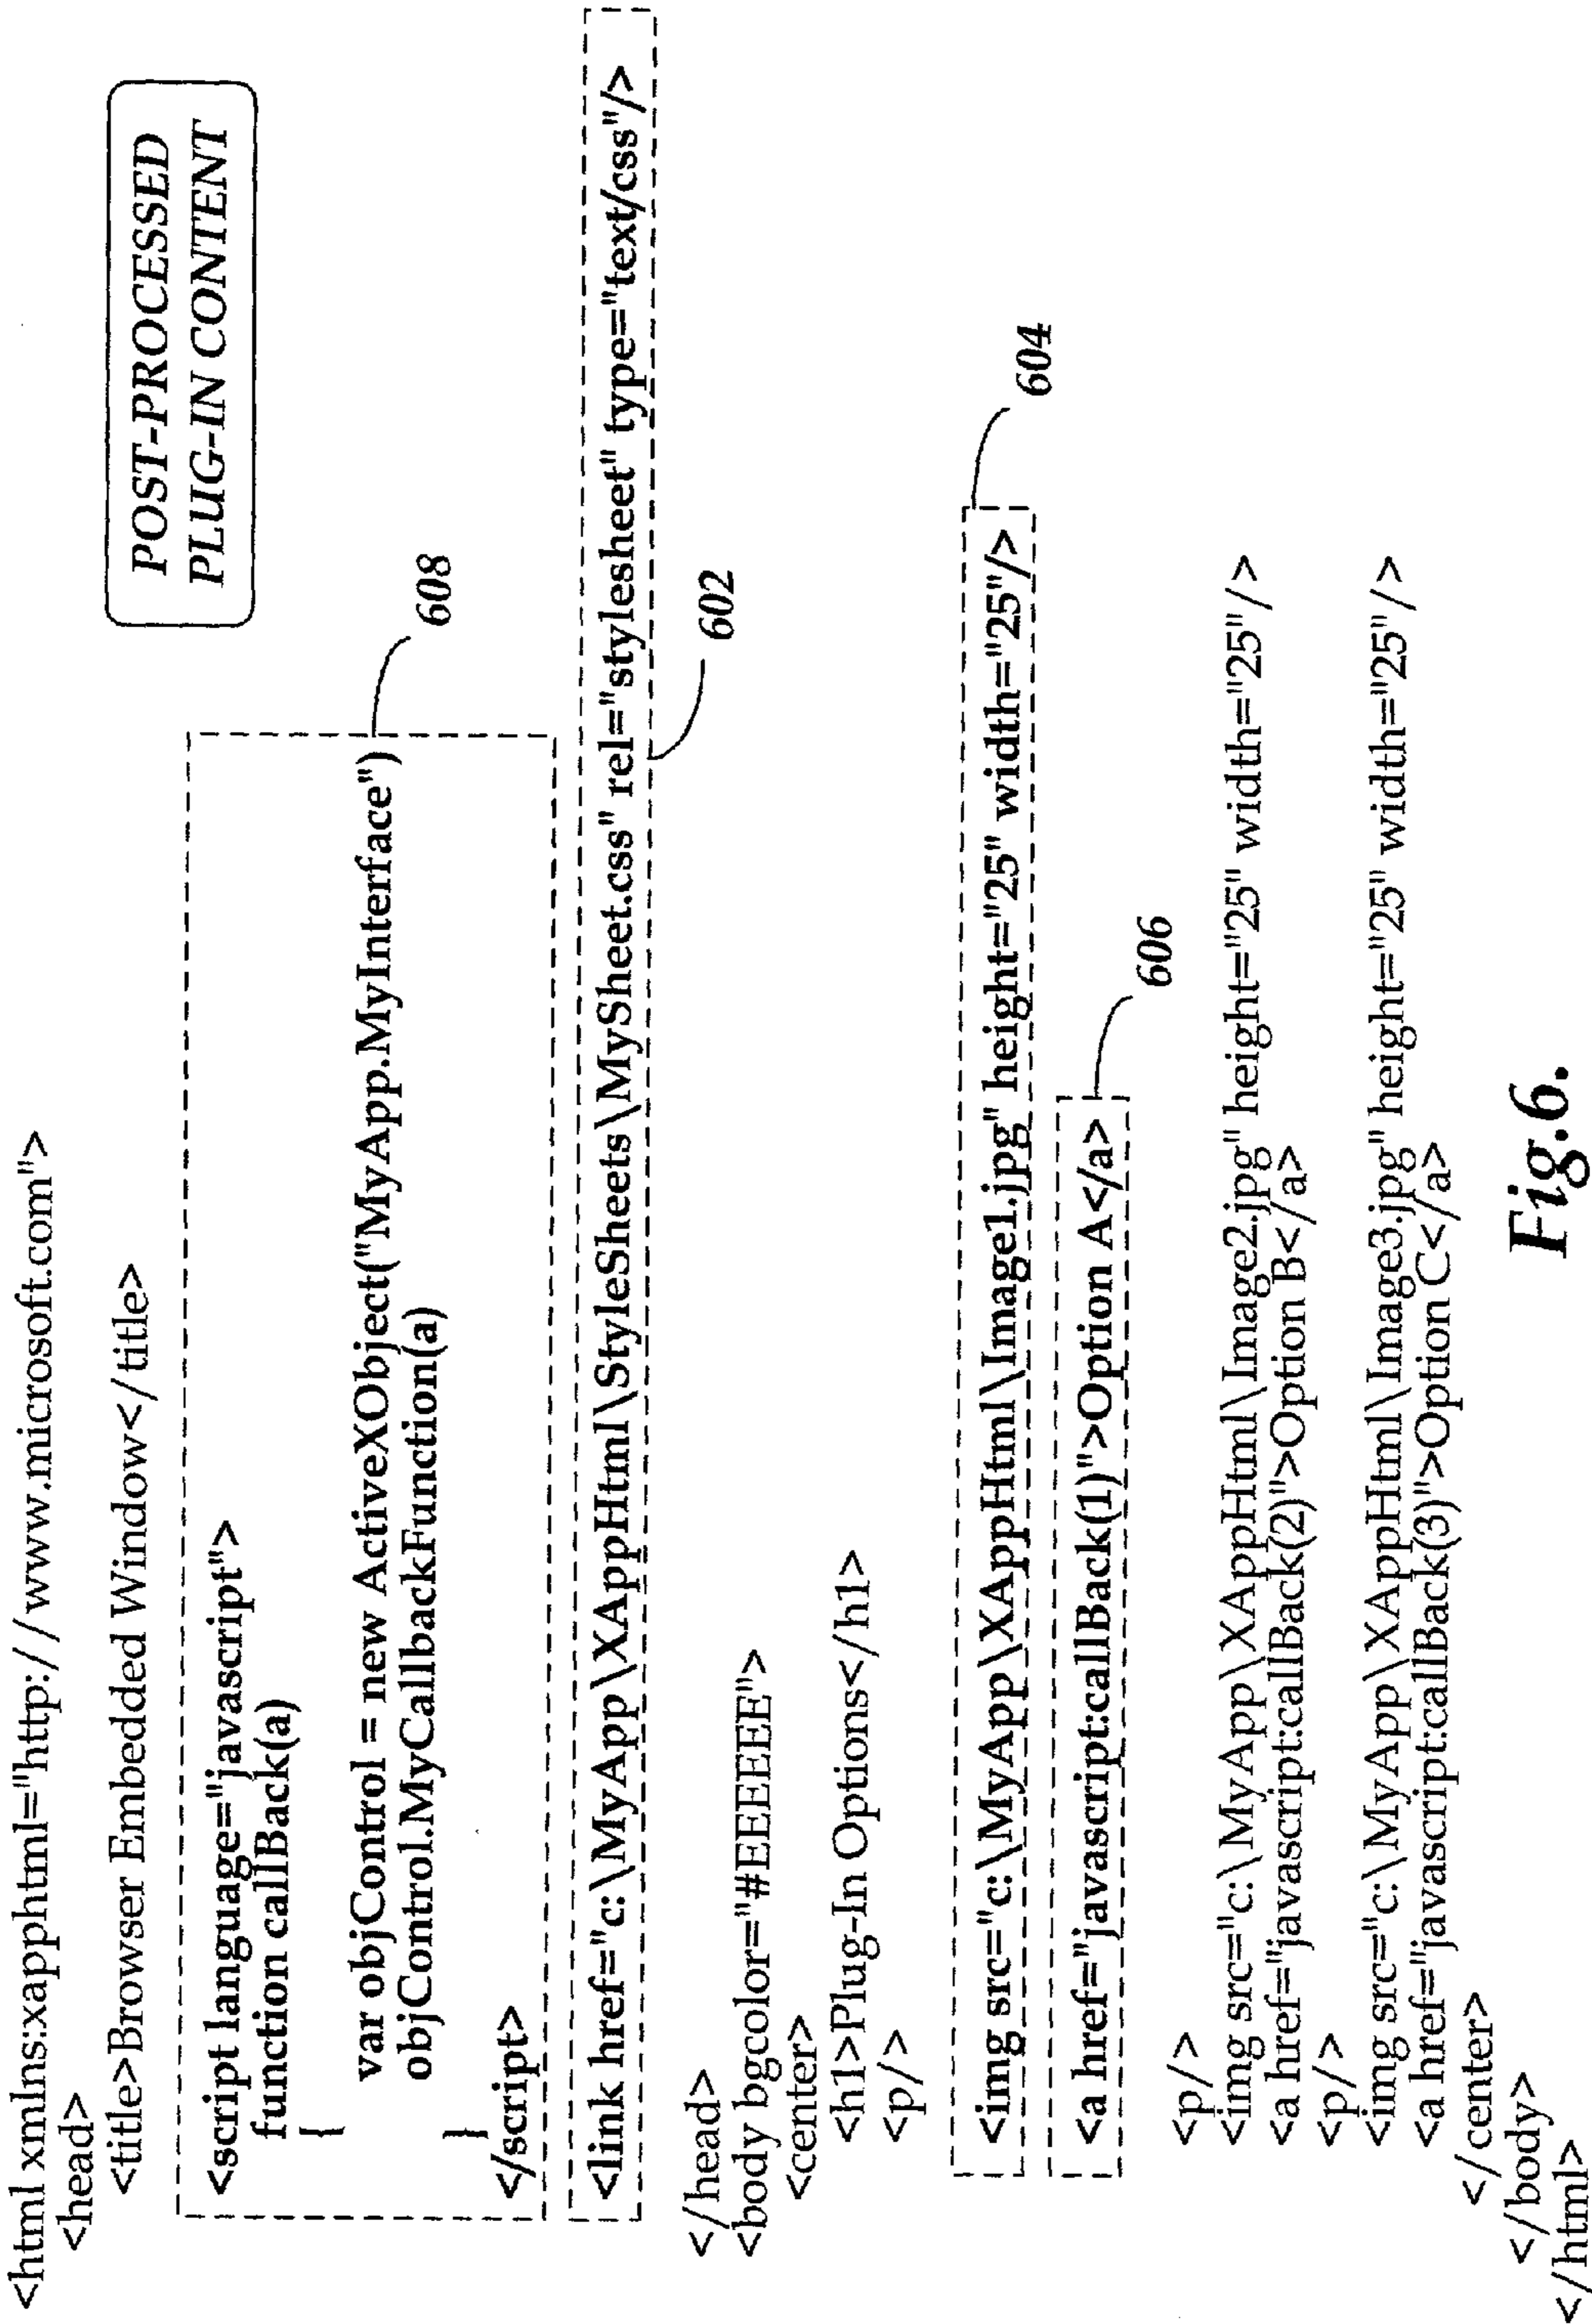 <html xmlns:xapphtml="http://www.microsoft.com">
<head>
<title>Browser Embedded Window</title>
POST-PROCESSED
PLUG-IN CONTENT
<script language="javascript">
function callBack(a)
{
var objControl = new ActiveXObject("MyApp.MyInterface")
objControl.MyCallbackFunction(a)
}
</script>
608
<link href="c:\MyApp\XAppHtml\StyleSheets\MySheet.css" rel="stylesheet" type="text/css"/>
602
</head>
<body bgcolor="#EEEEEE">
<center>
<h1>Plug-In Options</h1>
<p/>
<img src="c:\MyApp\XAppHtml\Image1.jpg" height="25" width="25"/>
604
<a href="javascript:callBack(1)">Option A</a>
606
<p/>
<img src="c:\MyApp\XAppHtml\Image2.jpg" height="25" width="25"/>
<a href="javascript:callBack(2)">Option B</a>
<p/>
<img src="c:\MyApp\XAppHtml\Image3.jpg" height="25" width="25"/>
<a href="javascript:callBack(3)">Option C</a>
</center>
</body>
</html>
Fig.6.